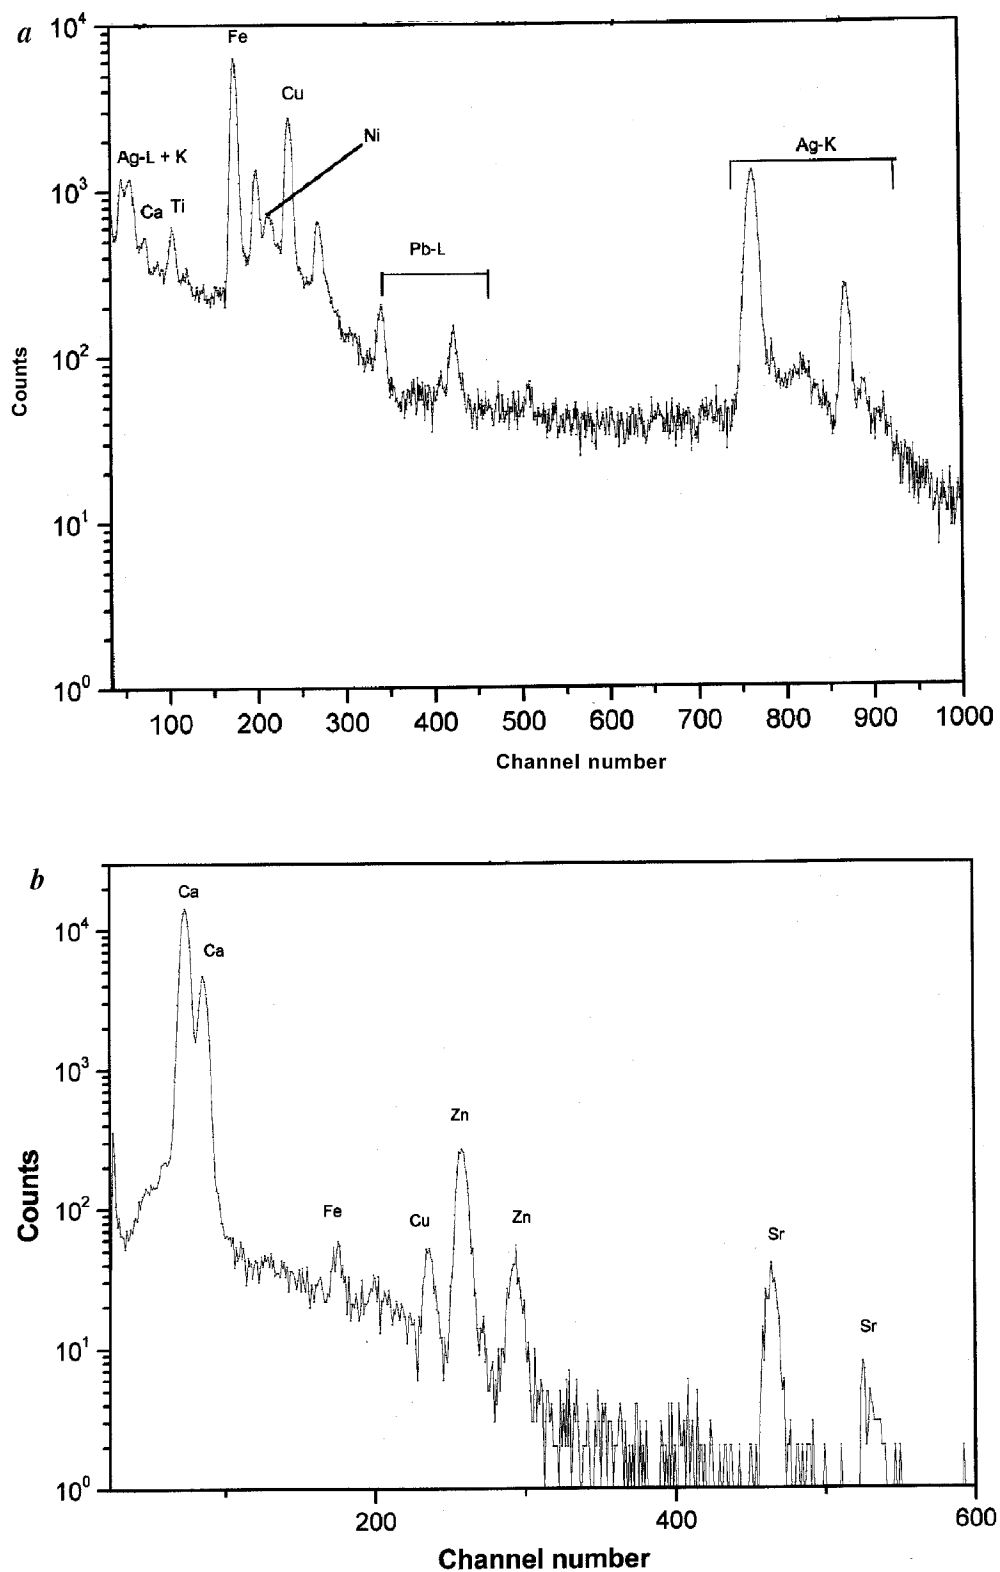 a
10^4
Fe
Cu
Ni
Ag-L + K
Ag-K
10^3
Ca
Ti
Pb-L
10^2
Counts
10^1
10^0
100 200 300 400 500 600 700 800 900 1000
Channel number
b
Ca
10^4
Ca
10^3
Zn
Counts
10^2
Fe
Cu
Zn
Sr
10^1
Sr
10^0
200 400 600
Channel number